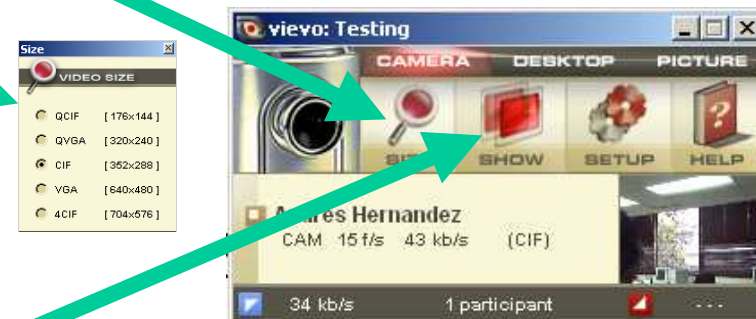 Size
VIDEO SIZE
QCIF [ 176x144 ]
QVGA [ 320x240 ]
CIF [ 352x288 ]
VGA [ 640x480 ]
4CIF [ 704x576 ]
vievo: Testing
CAMERA DESKTOP PICTURE
SHOW SETUP HELP
Hernandez
CAM 15 f/s 43 kb/s (CIF)
34 kb/s 1 participant - - -